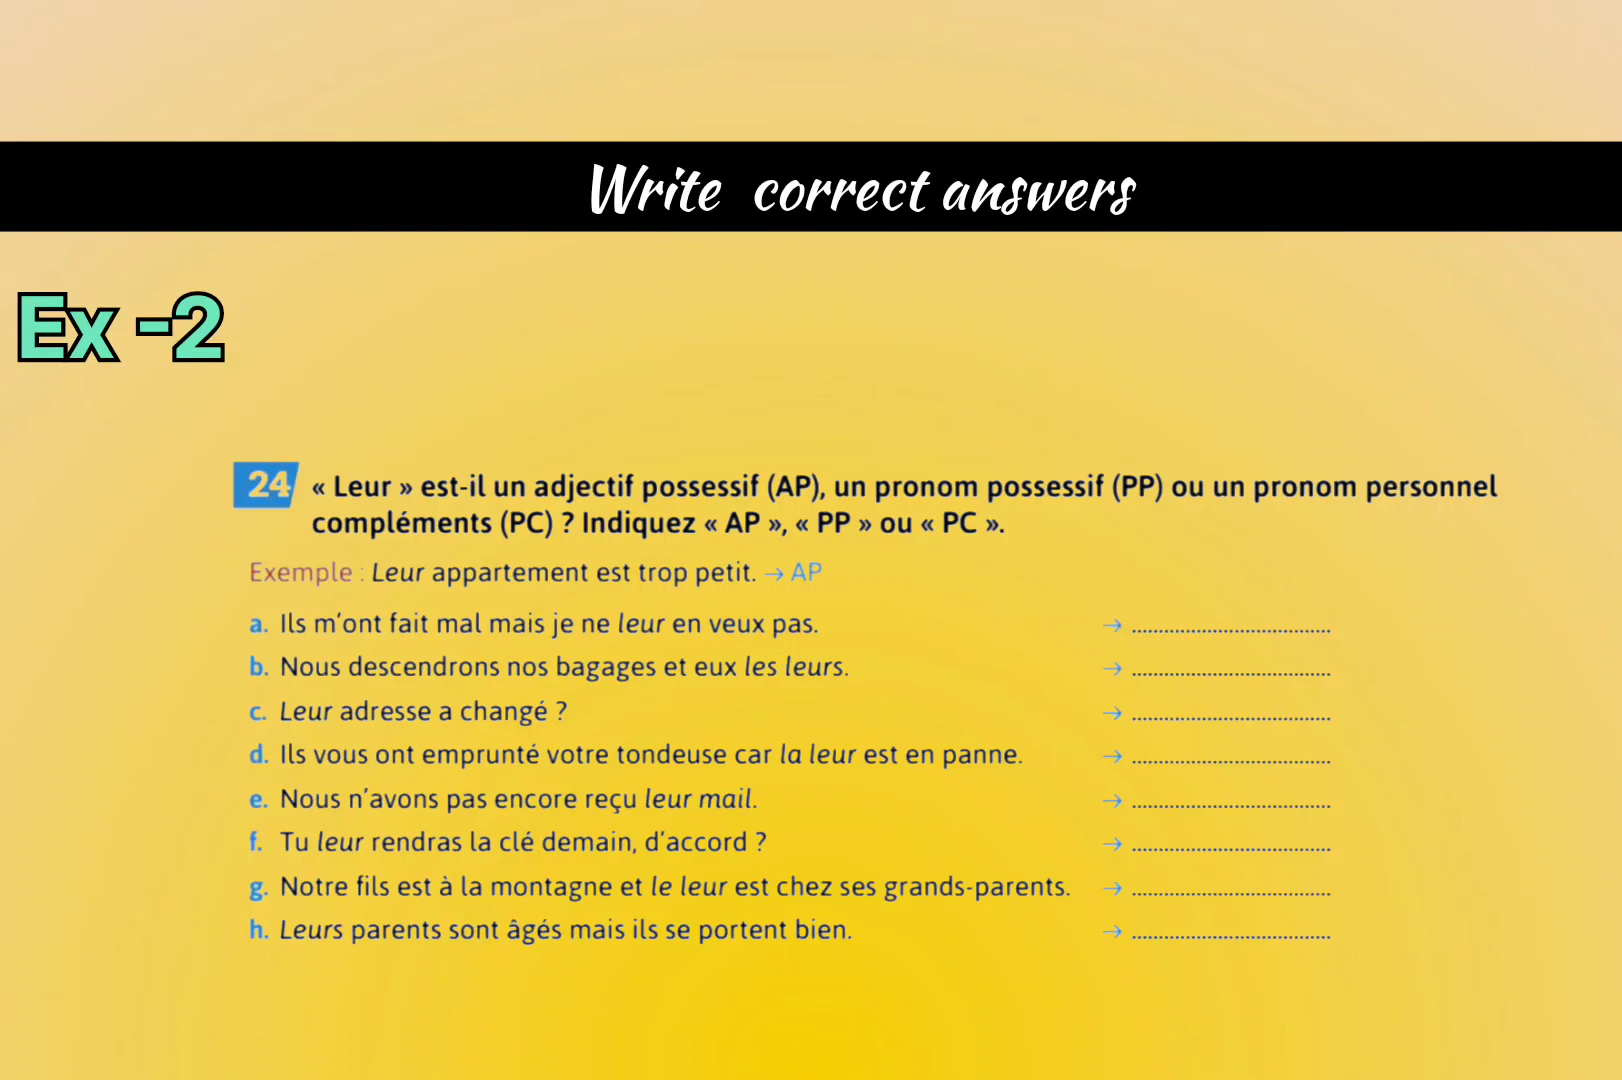 Write correct answers
Ex -2
24 « Leur » est-il un adjectif possessif (AP), un pronom possessif (PP) ou un pronom personnel
compléments (PC) ? Indiquez « AP », « PP » ou « PC ».
Exemple : Leur appartement est trop petit. → AP
a. Ils m'ont fait mal mais je ne leur en veux pas. → ....................................
b. Nous descendrons nos bagages et eux les leurs. → ....................................
c. Leur adresse a changé ? → ....................................
d. Ils vous ont emprunté votre tondeuse car la leur est en panne. → ....................................
e. Nous n'avons pas encore reçu leur mail. → ....................................
f. Tu leur rendras la clé demain, d'accord ? → ....................................
g. Notre fils est à la montagne et le leur est chez ses grands-parents. → ....................................
h. Leurs parents sont âgés mais ils se portent bien. → ....................................